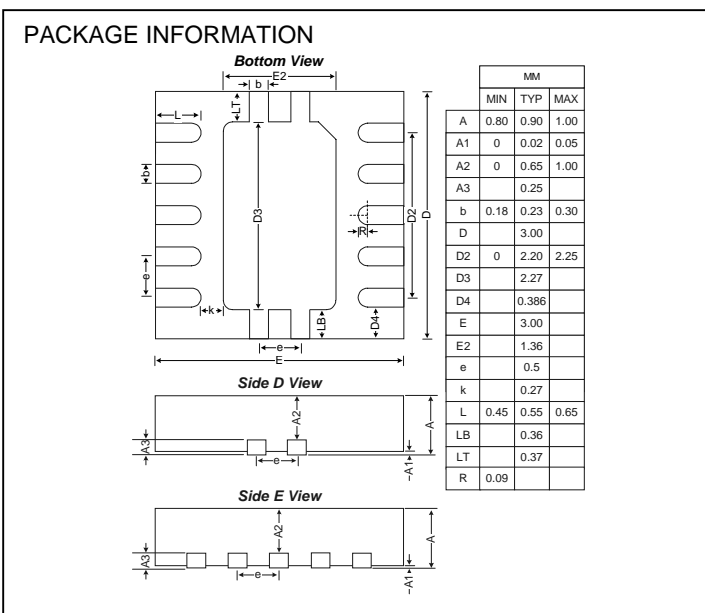 PACKAGE INFORMATION
Bottom View
E2
b
LT
L
b
D3
R
D2
D
e
k
LB
D4
e
E
Side D View
A2
A
A3
e
A1
Side E View
A2
A
A3
e
A1
MM
MIN TYP MAX
A 0.80 0.90 1.00
A1 0 0.02 0.05
A2 0 0.65 1.00
A3 0.25
b 0.18 0.23 0.30
D 3.00
D2 0 2.20 2.25
D3 2.27
D4 0.386
E 3.00
E2 1.36
e 0.5
k 0.27
L 0.45 0.55 0.65
LB 0.36
LT 0.37
R 0.09